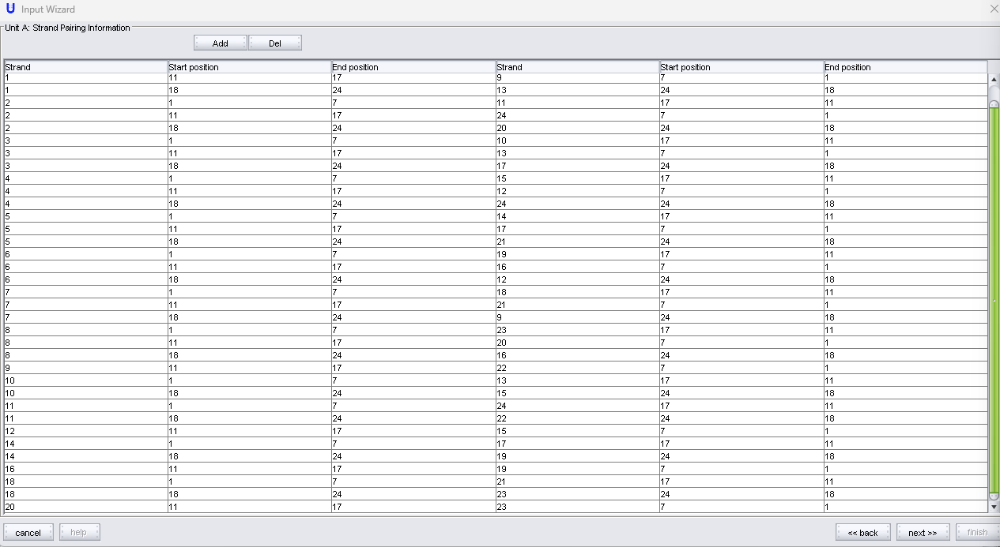 U Input Wizard
Unit A: Strand Pairing Information
Add Del
Strand Start position End position Strand Start position End position
1 11 17 9 7 1
1 18 24 13 24 18
2 1 7 11 17 11
2 11 17 24 7 1
2 18 24 20 24 18
3 1 7 10 17 11
3 11 17 13 7 1
3 18 24 17 24 18
4 1 7 15 17 11
4 11 17 12 7 1
4 18 24 24 24 18
5 1 7 14 17 11
5 11 17 17 7 1
5 18 24 21 24 18
6 1 7 19 17 11
6 11 17 16 7 1
6 18 24 12 24 18
7 1 7 18 17 11
7 11 17 21 7 1
7 18 24 9 24 18
8 1 7 23 17 11
8 11 17 20 7 1
8 18 24 16 24 18
9 11 17 22 7 1
10 1 7 13 17 11
10 18 24 15 24 18
11 1 7 24 17 11
11 18 24 22 24 18
12 11 17 15 7 1
14 1 7 17 17 11
14 18 24 19 24 18
16 11 17 19 7 1
18 1 7 21 17 11
18 18 24 23 24 18
20 11 17 23 7 1
cancel help << back next >> finish